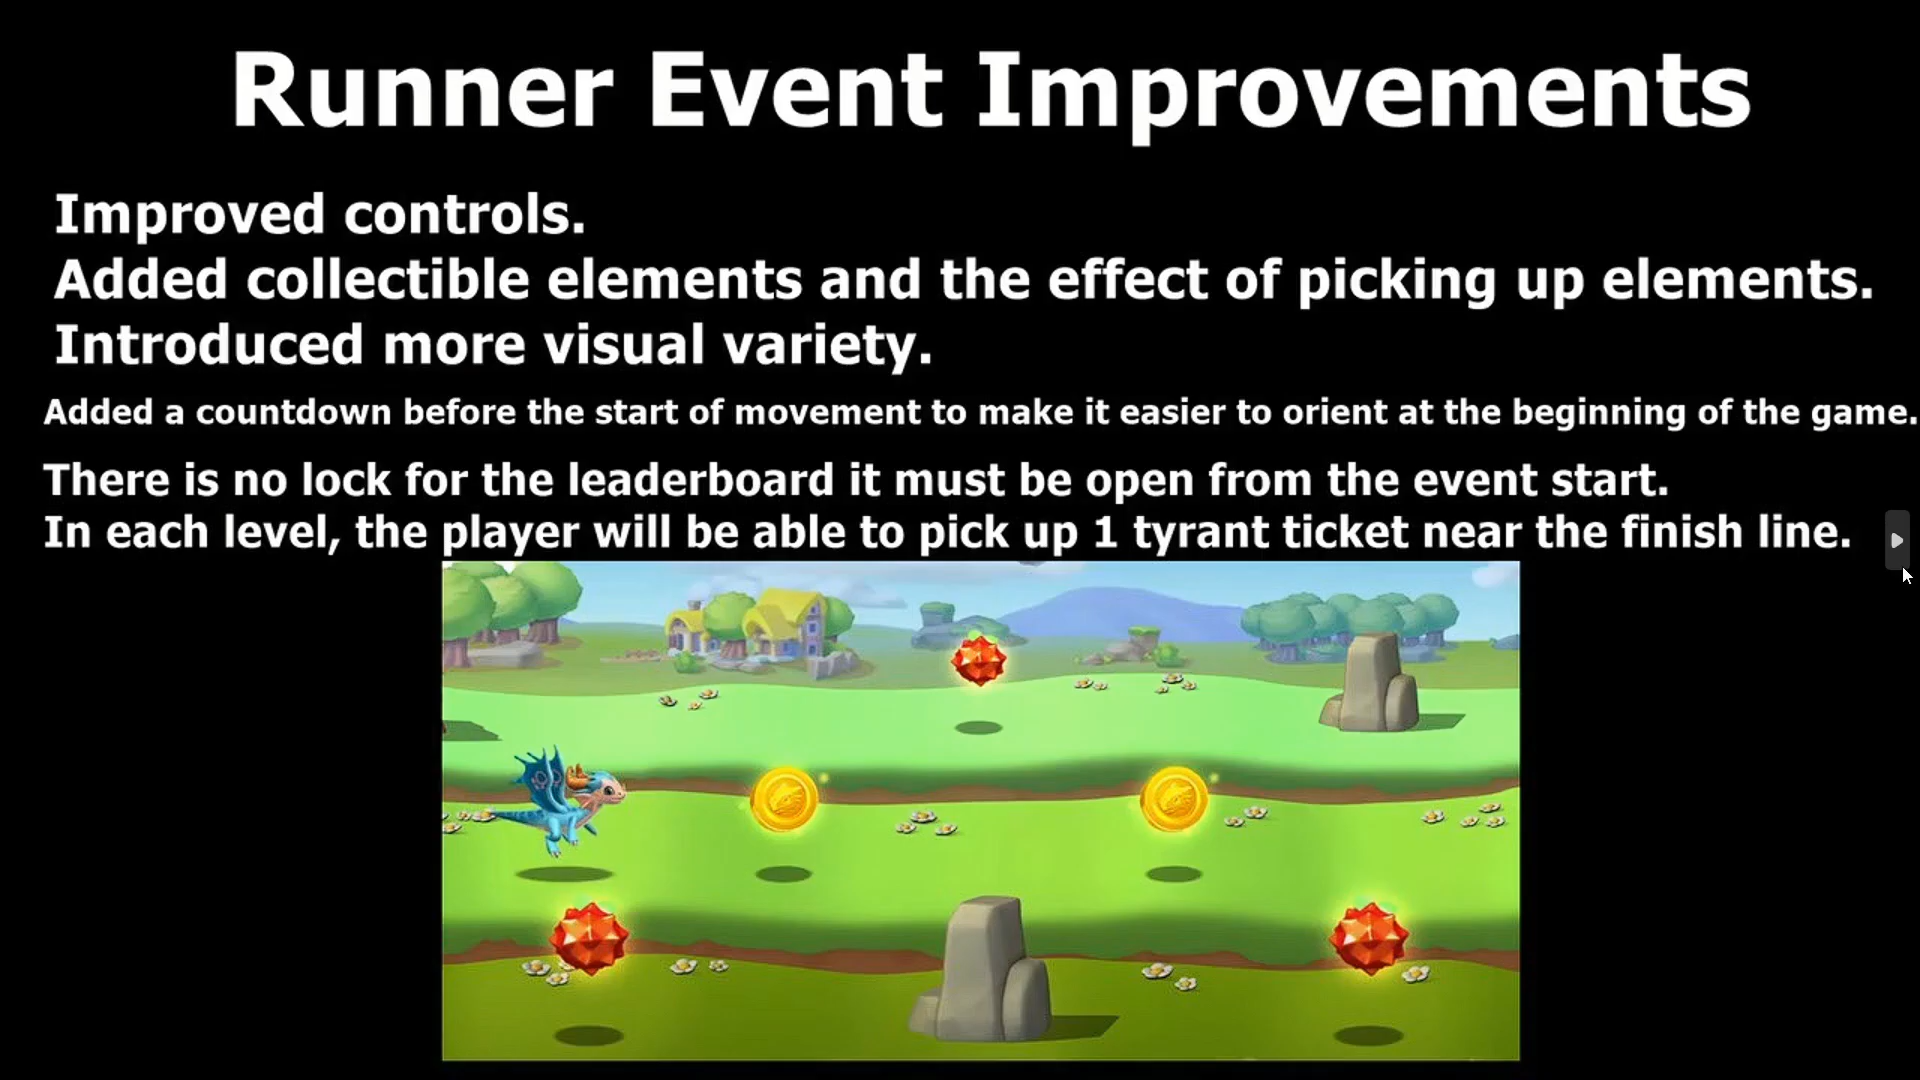 Runner Event Improvements
Improved controls.
Added collectible elements and the effect of picking up elements.
Introduced more visual variety.
Added a countdown before the start of movement to make it easier to orient at the beginning of the game.
There is no lock for the leaderboard it must be open from the event start.
In each level, the player will be able to pick up 1 tyrant ticket near the finish line.